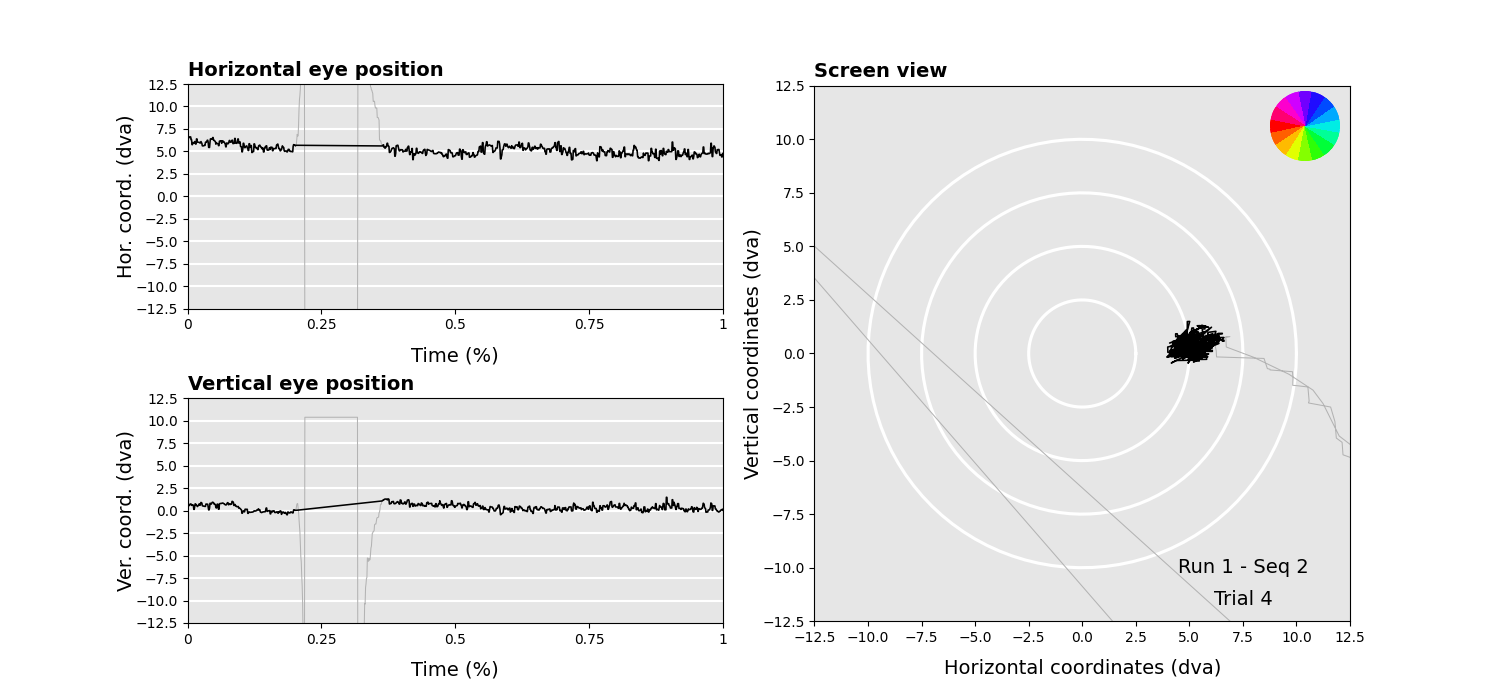 Horizontal eye position
12.5
10.0
7.5
5.0
2.5
0.0
−2.5
−5.0
−7.5
−10.0
−12.5
Hor. coord. (dva)
0 0.25 0.5 0.75 1
Time (%)
Vertical eye position
12.5
10.0
7.5
5.0
2.5
0.0
−2.5
−5.0
−7.5
−10.0
−12.5
Ver. coord. (dva)
0 0.25 0.5 0.75 1
Time (%)
Screen view
12.5
10.0
7.5
5.0
2.5
0.0
−2.5
−5.0
−7.5
−10.0
−12.5
Vertical coordinates (dva)
Run 1 - Seq 2
Trial 4
−12.5 −10.0 −7.5 −5.0 −2.5 0.0 2.5 5.0 7.5 10.0 12.5
Horizontal coordinates (dva)